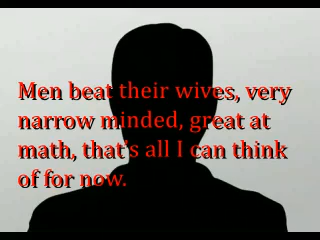 Men beat their wives, very
narrow minded, great at
math, that's all I can think
of for now.